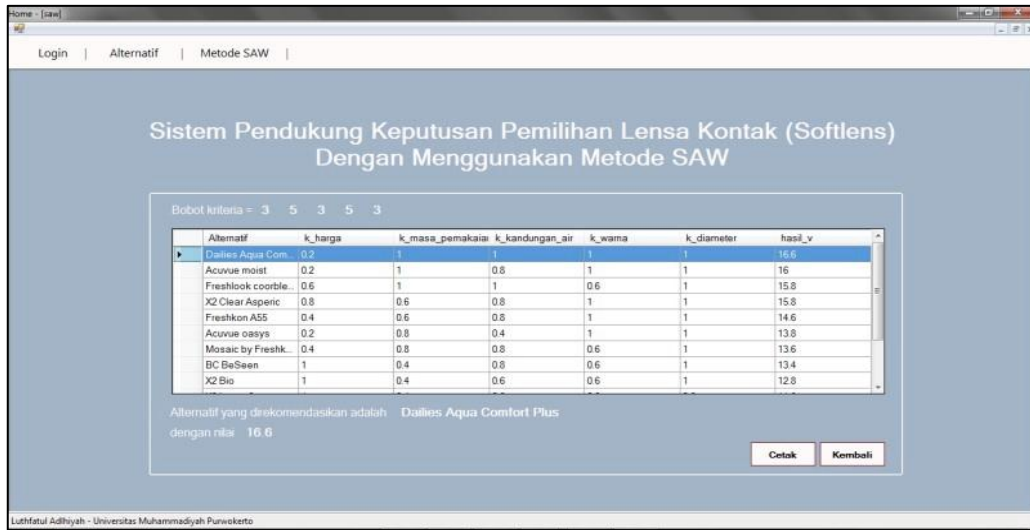 Home - [saw]
Login | Alternatif | Metode SAW |
Sistem Pendukung Keputusan Pemilihan Lensa Kontak (Softlens)
Dengan Menggunakan Metode SAW
Bobot kriteria = 3 5 3 5 3
Alternatif k_harga k_masa_pemakaiai k_kandungan_air k_warna k_diameter hasil_v
Dailies Aqua Com... 0.2 1 1 1 1 16.6
Acuvue moist 0.2 1 0.8 1 1 16
Freshlook coorble... 0.6 1 1 0.6 1 15.8
X2 Clear Asperic 0.8 0.6 0.8 1 1 15.8
Freshkon A55 0.4 0.6 0.8 1 1 14.6
Acuvue oasys 0.2 0.8 0.4 1 1 13.8
Mosaic by Freshk... 0.4 0.8 0.8 0.6 1 13.6
BC BeSeen 1 0.4 0.8 0.6 1 13.4
X2 Bio 1 0.4 0.6 0.6 1 12.8
Alternatif yang direkomendasikan adalah Dailies Aqua Comfort Plus
dengan nilai 16.6
Cetak Kembali
Luthfatul Adlhiyah - Universitas Muhammadiyah Purwokerto